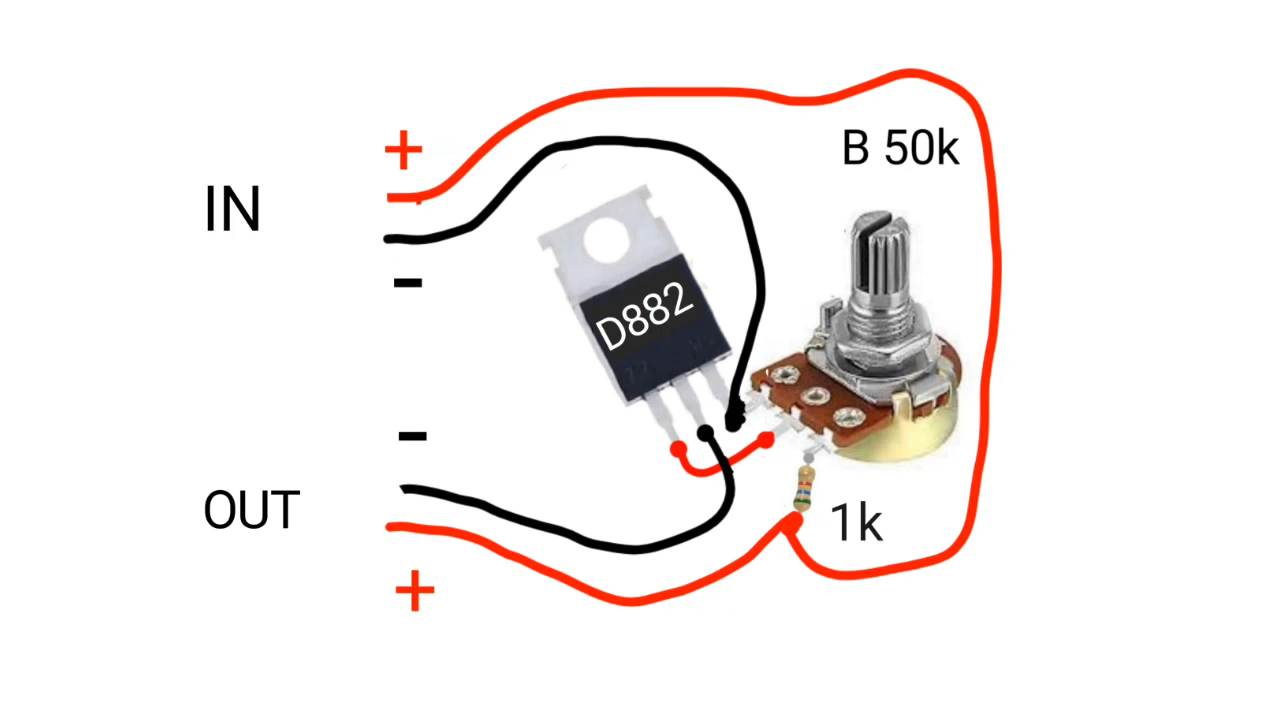 +
B 50k
IN
-
D882
-
OUT
1k
+